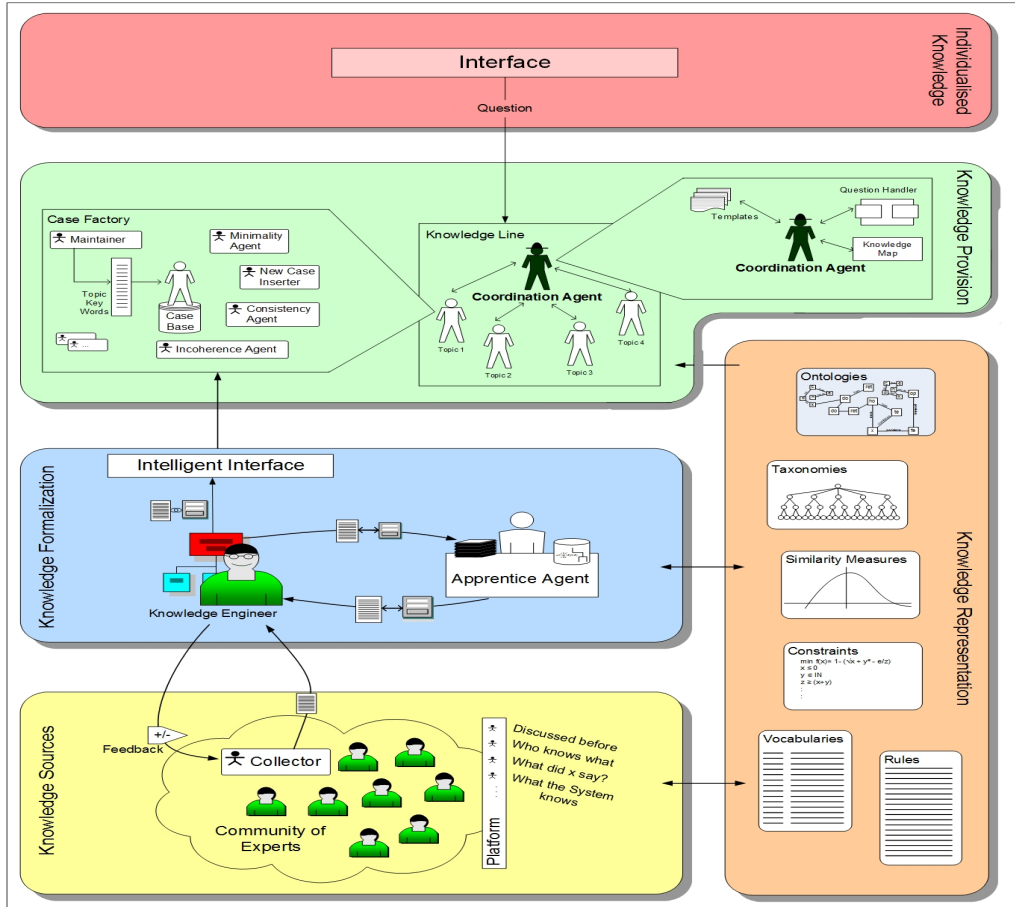 Individualised
Knowledge
Interface
Question
Knowledge Provision
Case Factory
Maintainer
Topic
Key
Words
...
Case
Base
Minimality
Agent
New Case
Inserter
Consistency
Agent
Incoherence Agent
Knowledge Line
Coordination Agent
Topic 1
Topic 2
Topic 3
Topic 4
Templates
Question Handler
Knowledge
Map
Coordination Agent
Knowledge Formalization
Intelligent Interface
Knowledge Engineer
Apprentice Agent
Knowledge Sources
+/-
Feedback
Collector
Community of
Experts
Platform
Discussed before
Who knows what
What did x say?
What the System
knows
Knowledge Representation
Ontologies
Taxonomies
Similarity Measures
Constraints
min f(x)= 1- (√x + y* - e/z)
x ≤ 0
y ≤ IN
z ≥ (x+y)
:
:
Vocabularies
Rules